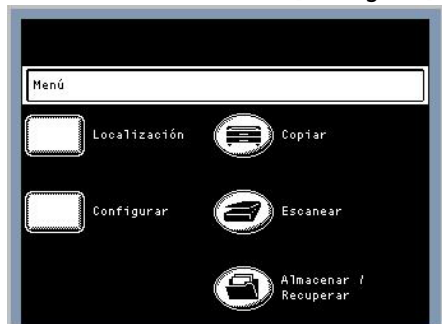 Menú
Localización
Copiar
Configurar
Escanear
Almacenar /
Recuperar